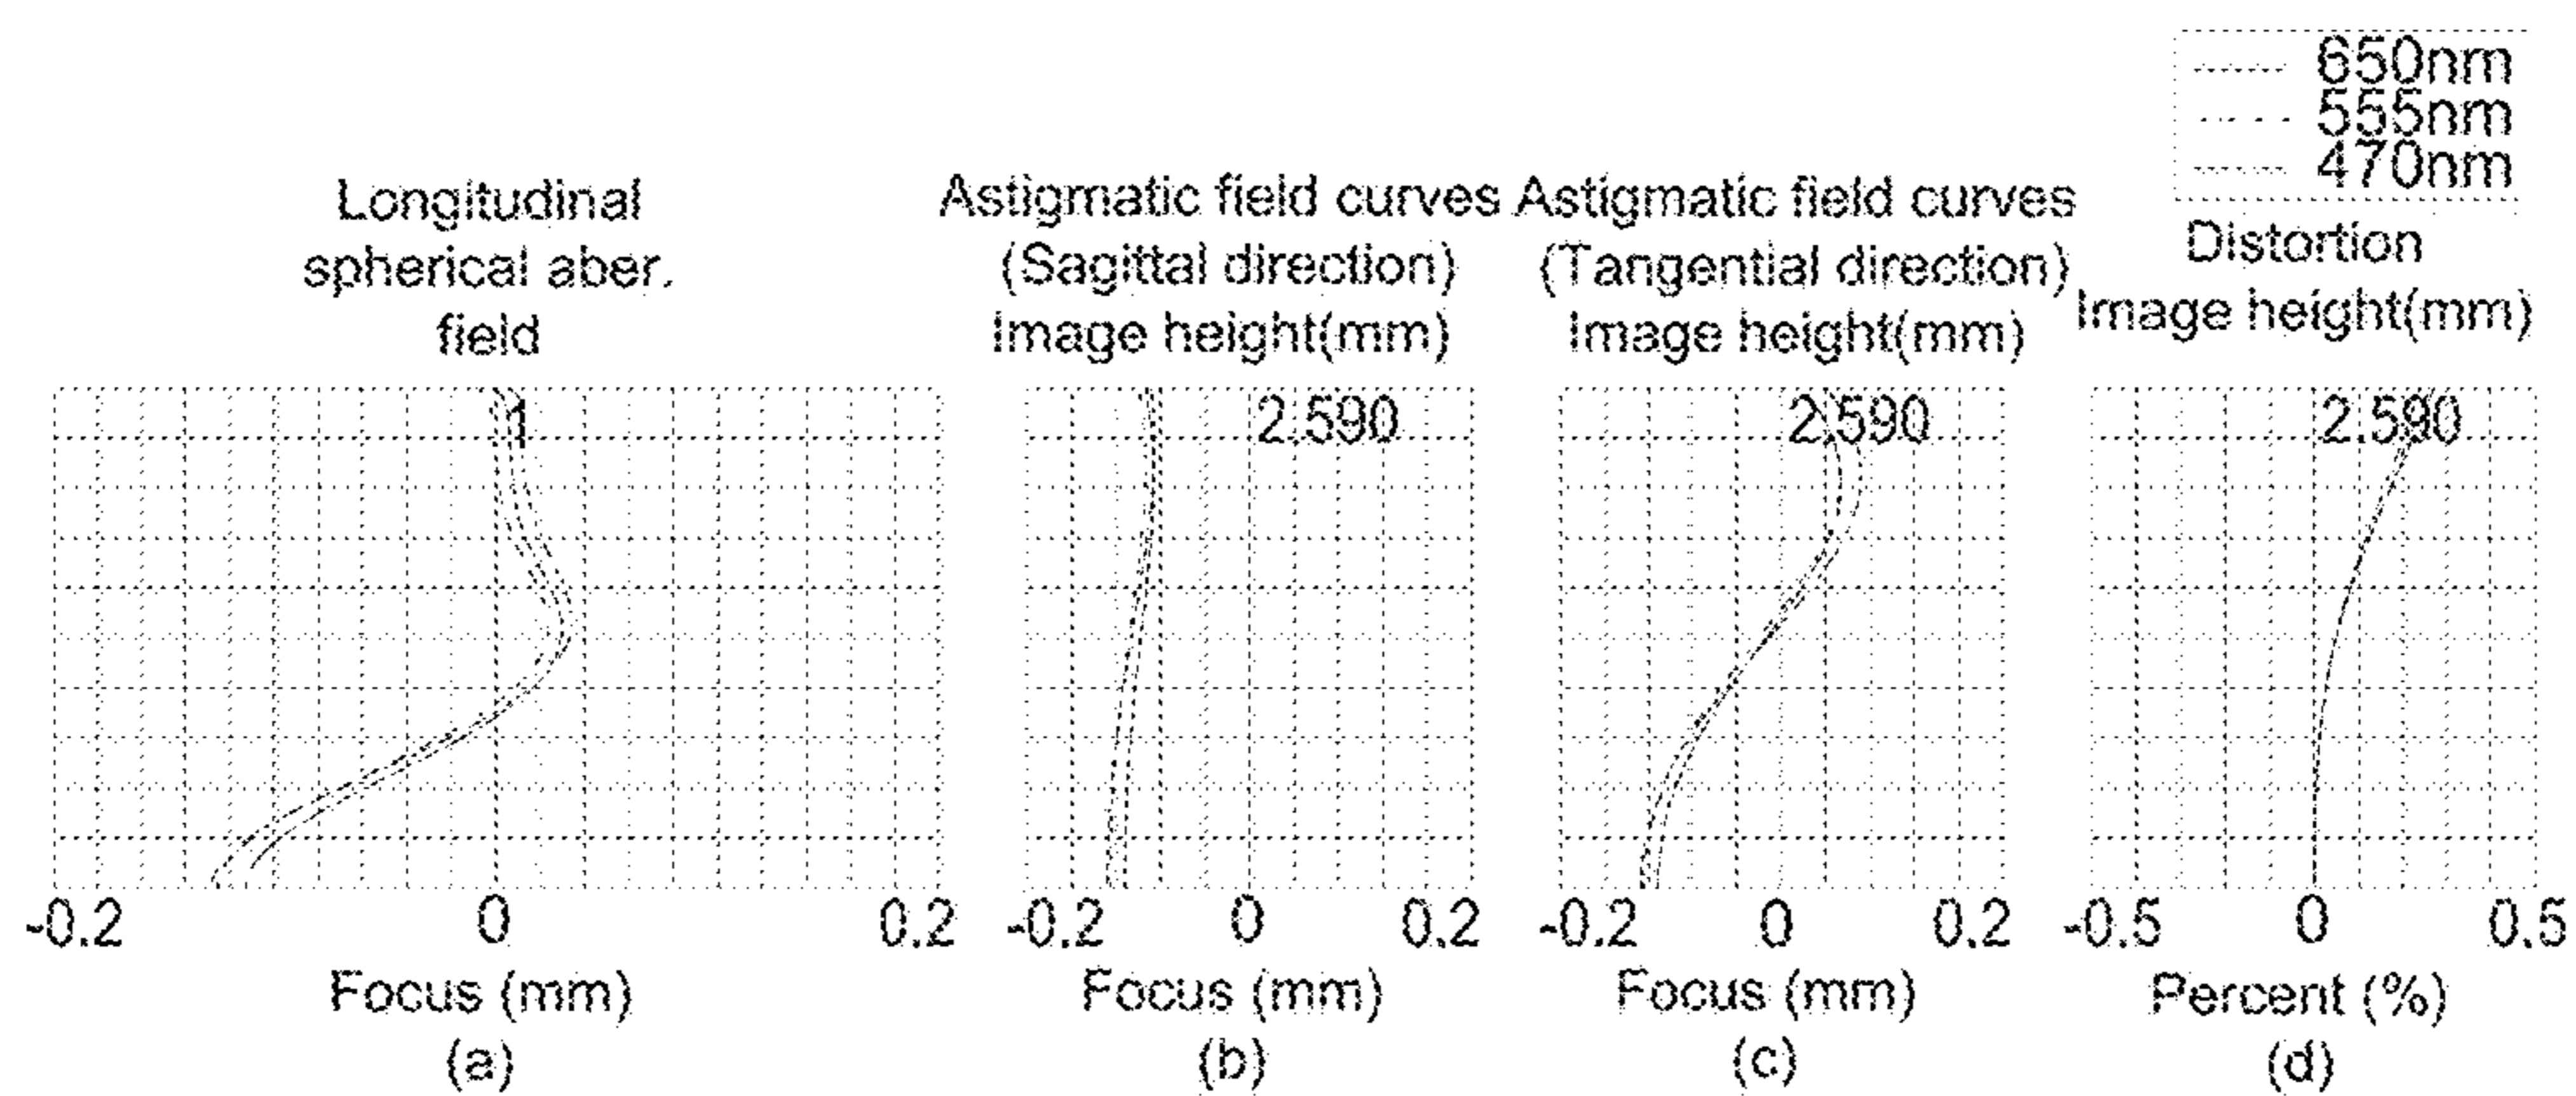 650nm
555nm
470nm
Longitudinal
spherical aber.
field
Astigmatic field curves
(Sagittal direction)
Image height(mm)
Astigmatic field curves
(Tangential direction)
Image height(mm)
Distortion
Image height(mm)
1
2.590
2.590
2.590
-0.2 0 0.2
-0.2 0 0.2
-0.2 0 0.2
-0.5 0 0.5
Focus (mm)
Focus (mm)
Focus (mm)
Percent (%)
(a)
(b)
(c)
(d)